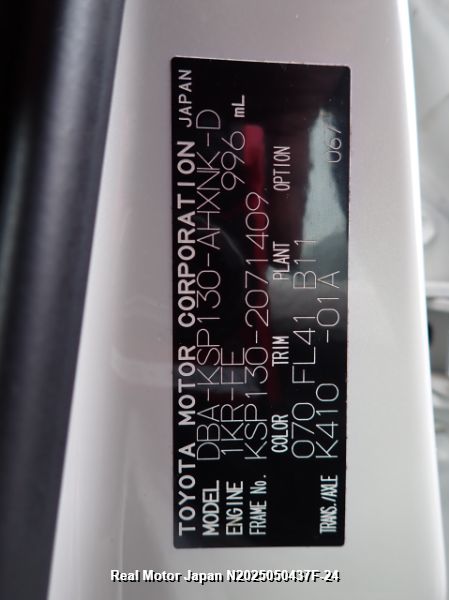 TOYOTA MOTOR CORPORATION JAPAN
MODEL DBA-KSP130-AHXNK-D
ENGINE 1KR-EE 996 mL
FRAME No. KSP130-2071409
COLOR TRIM PLANT OPTION
070 FL41 B11 067
TRANS./AXLE K410 -01A
Real Motor Japan N2025050437F-24